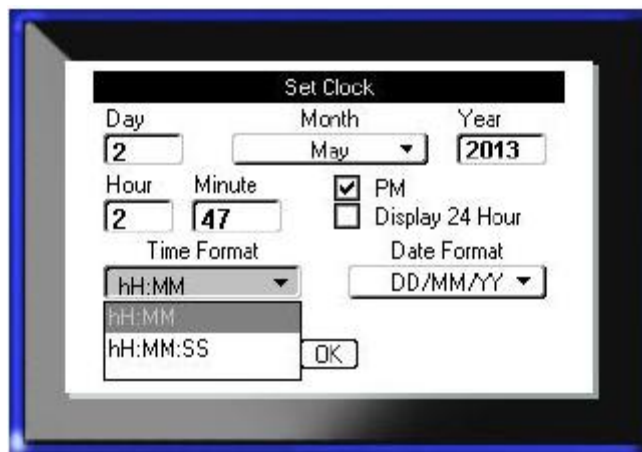 Set Clock
Day Month Year
2 May 2013
Hour Minute PM
2 47 Display 24 Hour
Time Format Date Format
hH:MM DD/MM/YY
hH:MM
hH:MM:SS
OK